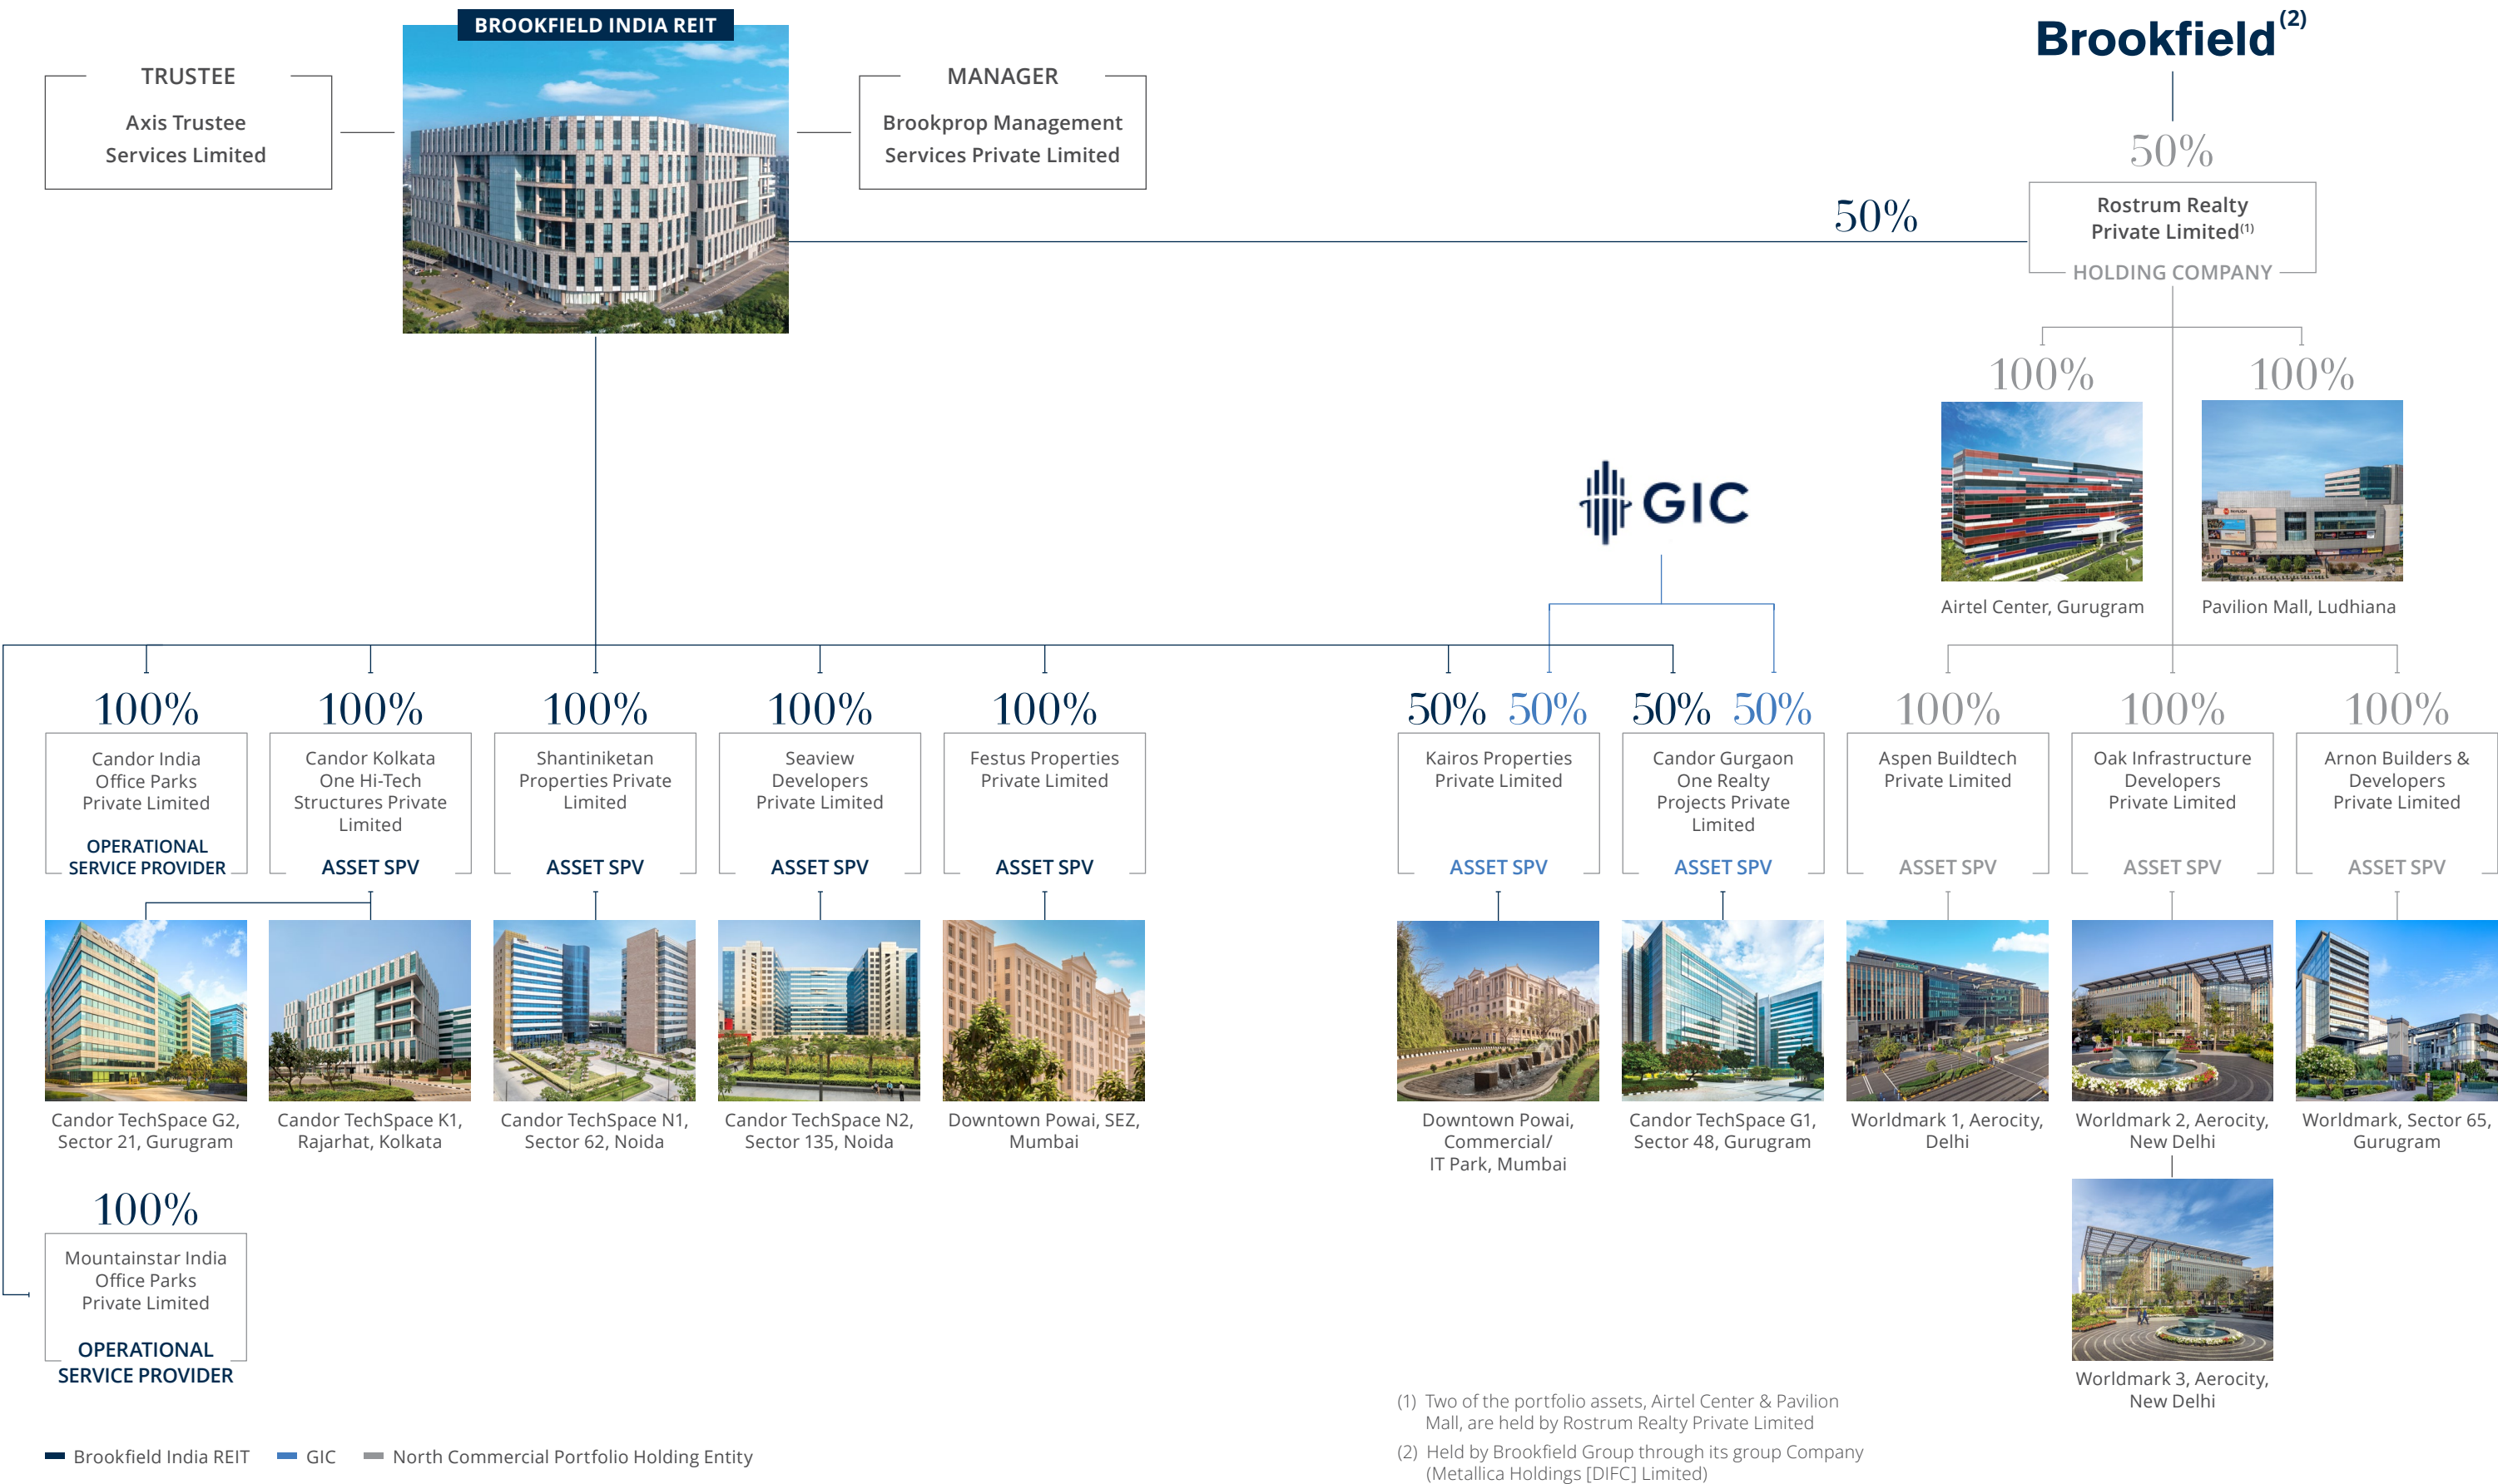 BROOKFIELD INDIA REIT
TRUSTEE
Axis Trustee
Services Limited
MANAGER
Brookprop Management
Services Private Limited
Brookfield(2)
50%
50%
Rostrum Realty
Private Limited(1)
HOLDING COMPANY
100%
100%
Airtel Center, Gurugram
Pavilion Mall, Ludhiana
GIC
100%
Candor India
Office Parks
Private Limited
OPERATIONAL
SERVICE PROVIDER
100%
Candor Kolkata
One Hi-Tech
Structures Private
Limited
ASSET SPV
100%
Shantiniketan
Properties Private
Limited
ASSET SPV
100%
Seaview
Developers
Private Limited
ASSET SPV
100%
Festus Properties
Private Limited
ASSET SPV
50% 50%
Kairos Properties
Private Limited
ASSET SPV
50% 50%
Candor Gurgaon
One Realty
Projects Private
Limited
ASSET SPV
100%
Aspen Buildtech
Private Limited
ASSET SPV
100%
Oak Infrastructure
Developers
Private Limited
ASSET SPV
100%
Arnon Builders &
Developers
Private Limited
ASSET SPV
Candor TechSpace G2,
Sector 21, Gurugram
Candor TechSpace K1,
Rajarhat, Kolkata
Candor TechSpace N1,
Sector 62, Noida
Candor TechSpace N2,
Sector 135, Noida
Downtown Powai, SEZ,
Mumbai
Downtown Powai,
Commercial/
IT Park, Mumbai
Candor TechSpace G1,
Sector 48, Gurugram
Worldmark 1, Aerocity,
Delhi
Worldmark 2, Aerocity,
New Delhi
Worldmark, Sector 65,
Gurugram
100%
Mountainstar India
Office Parks
Private Limited
OPERATIONAL
SERVICE PROVIDER
Worldmark 3, Aerocity,
New Delhi
(1) Two of the portfolio assets, Airtel Center & Pavilion
Mall, are held by Rostrum Realty Private Limited
(2) Held by Brookfield Group through its group Company
(Metallica Holdings [DIFC] Limited)
Brookfield India REIT
GIC
North Commercial Portfolio Holding Entity